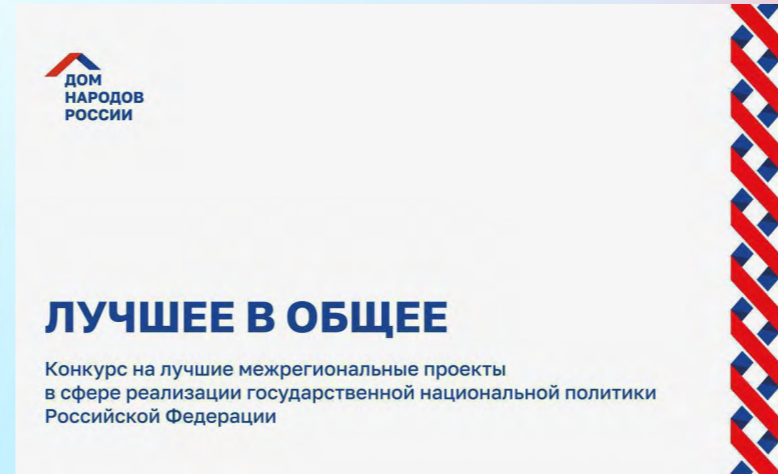 ДОМ
НАРОДОВ
РОССИИ
ЛУЧШЕЕ В ОБЩЕЕ
Конкурс на лучшие межрегиональные проекты
в сфере реализации государственной национальной политики
Российской Федерации